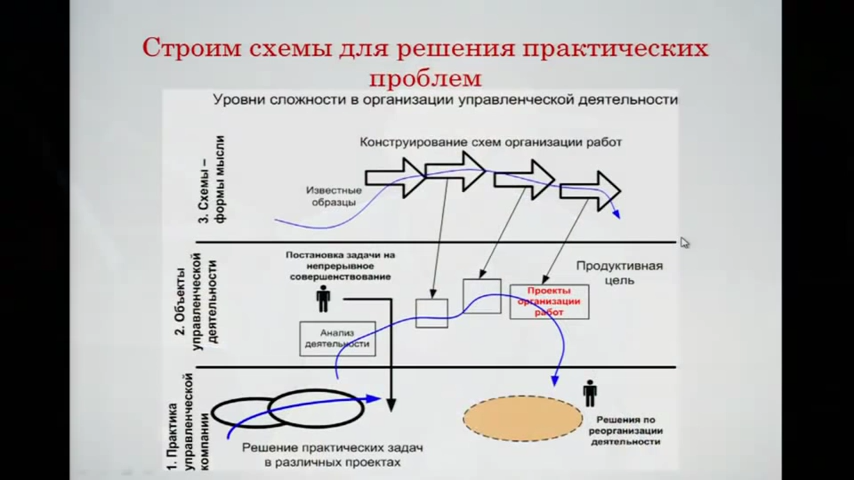 Строим схемы для решения практических
проблем
Уровни сложности в организации управленческой деятельности
3. Схемы –
формы мысли
Конструирование схем организации работ
Известные
образцы
2. Объекты
управленческой
деятельности
Постановка задачи на
непрерывное
совершенствование
Анализ
деятельности
Проекты
организации
работ
Продуктивная
цель
1. Практика
управленческой
компании
Решение практических задач
в различных проектах
Решения по
реорганизации
деятельности